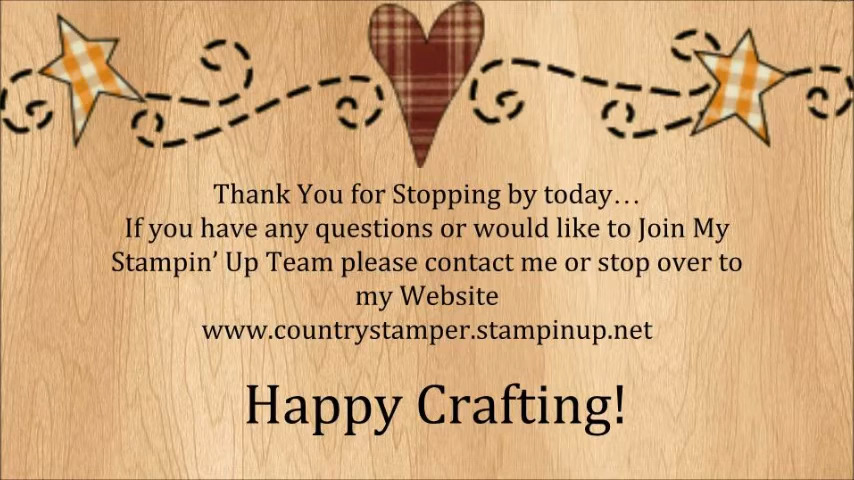 Thank You for Stopping by today…
If you have any questions or would like to Join My
Stampin’ Up Team please contact me or stop over to
my Website
www.countrystamper.stampinup.net
Happy Crafting!